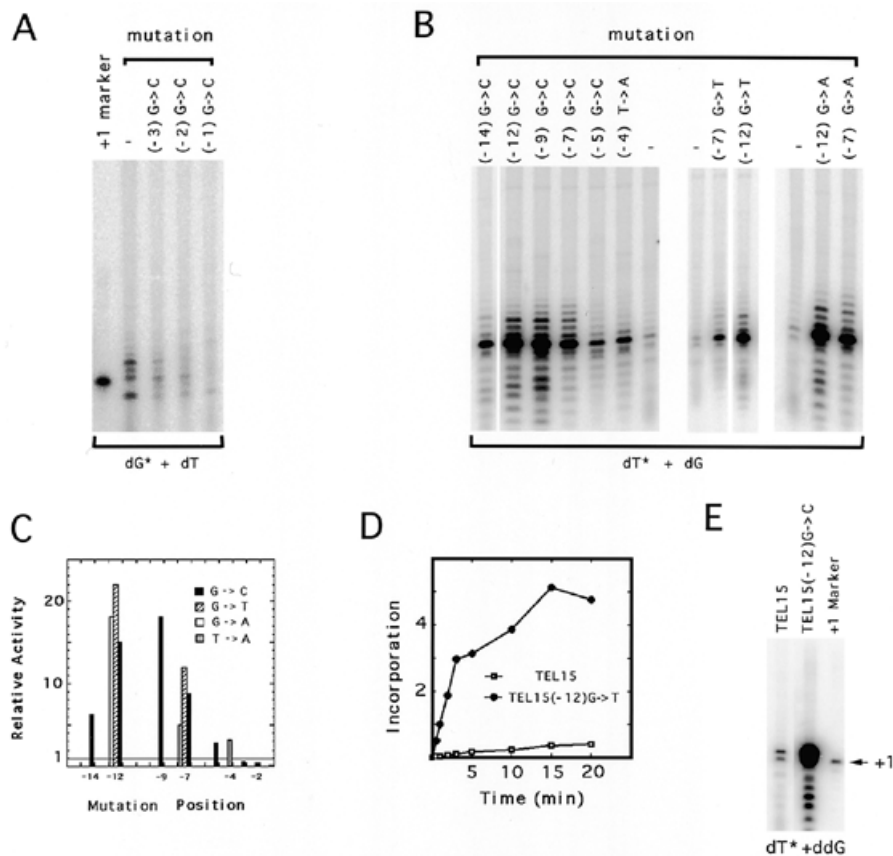 A
mutation
+1 marker
-
(-3) G->C
(-2) G->C
(-1) G->C
dG* + dT
B
mutation
(-14) G->C
(-12) G->C
(-9) G->C
(-7) G->C
(-5) G->C
(-4) T->A
-
-
(-7) G->T
(-12) G->T
-
(-12) G->A
(-7) G->A
dT* + dG
C
Relative Activity
20
10
1
G->C
G->T
G->A
T->A
-14
-12
-9
-7
-4
-2
Mutation Position
D
Incorporation
4
2
TEL15
TEL15(-12)G->T
5
10
15
20
Time (min)
E
TEL15
TEL15(-12)G->C
+1 Marker
+1
dT* +ddG